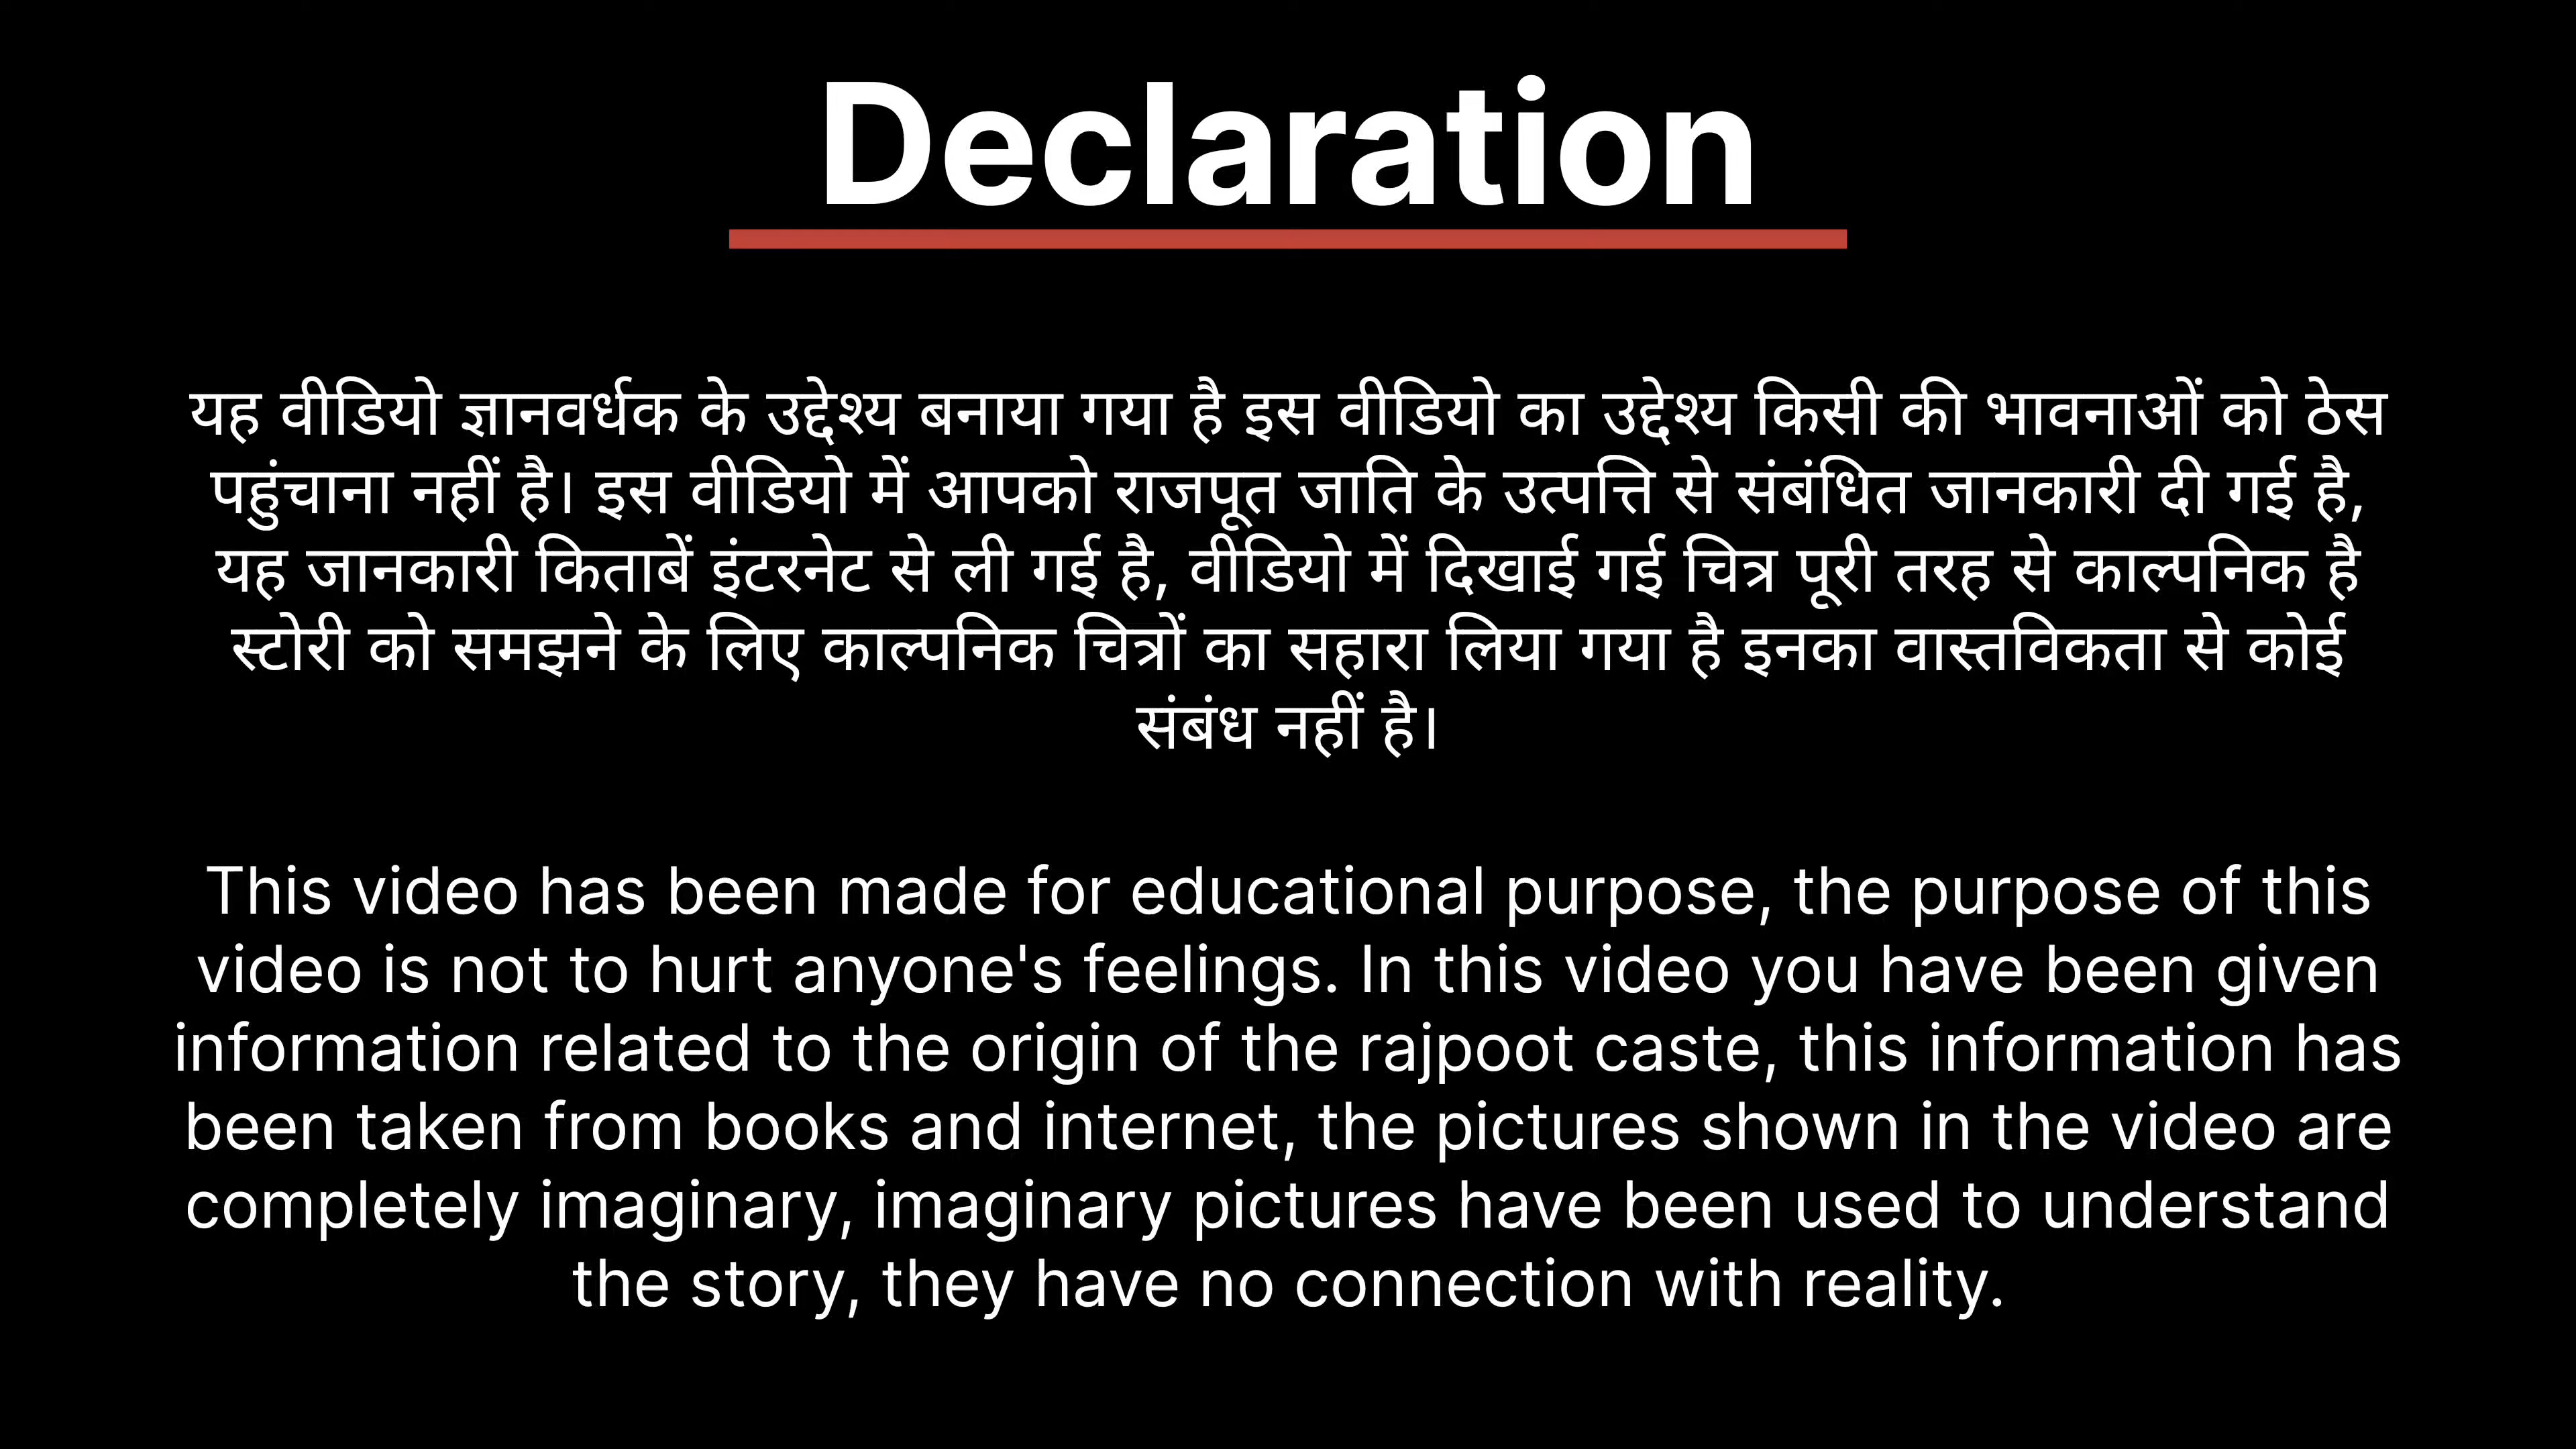 Declaration
यह वीडियो ज्ञानवर्धक के उद्देश्य बनाया गया है इस वीडियो का उद्देश्य किसी की भावनाओं को ठेस
पहुंचाना नहीं है। इस वीडियो में आपको राजपूत जाति के उत्पत्ति से संबंधित जानकारी दी गई है,
यह जानकारी किताबें इंटरनेट से ली गई है, वीडियो में दिखाई गई चित्र पूरी तरह से काल्पनिक है
स्टोरी को समझने के लिए काल्पनिक चित्रों का सहारा लिया गया है इनका वास्तविकता से कोई
संबंध नहीं है।
This video has been made for educational purpose, the purpose of this
video is not to hurt anyone's feelings. In this video you have been given
information related to the origin of the rajpoot caste, this information has
been taken from books and internet, the pictures shown in the video are
completely imaginary, imaginary pictures have been used to understand
the story, they have no connection with reality.